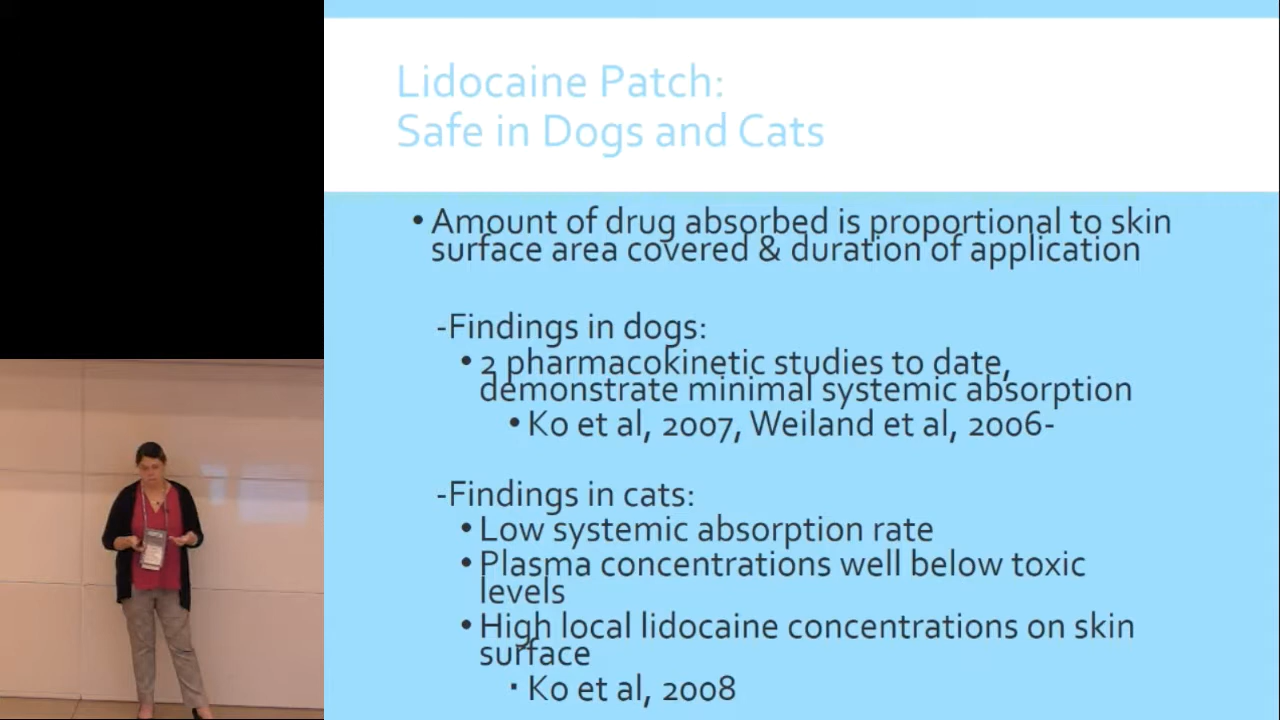 Lidocaine Patch:
Safe in Dogs and Cats
• Amount of drug absorbed is proportional to skin
surface area covered & duration of application
-Findings in dogs:
• 2 pharmacokinetic studies to date,
demonstrate minimal systemic absorption
• Ko et al, 2007, Weiland et al, 2006-
-Findings in cats:
• Low systemic absorption rate
• Plasma concentrations well below toxic
levels
• High local lidocaine concentrations on skin
surface
▪ Ko et al, 2008